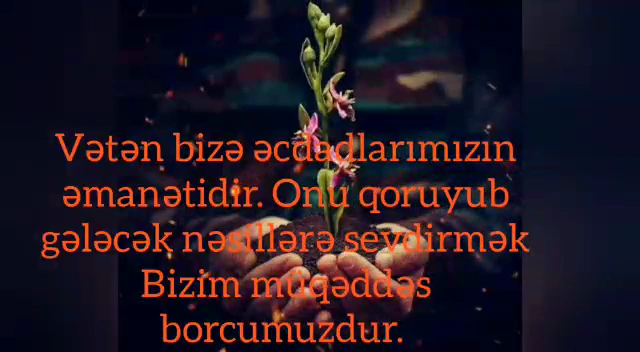 Vətən bizə əcdadlarımızın
əmanətidir. Onu qoruyub
gələcək nəsillərə sevdirmək
Bizim müqəddəs
borcumuzdur.